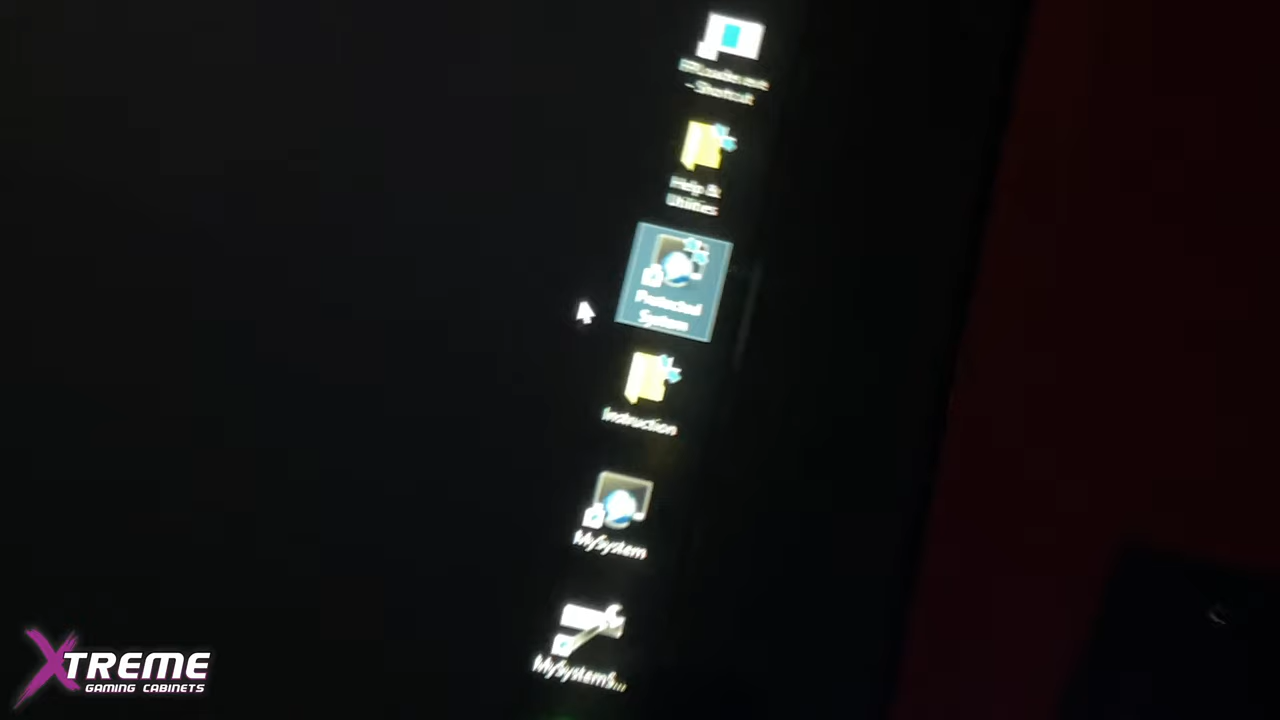 - Shortcut
Help &
Utilities
Protected
System
Instruction
MySystem
MySystemS...
XTREME
GAMING CABINETS